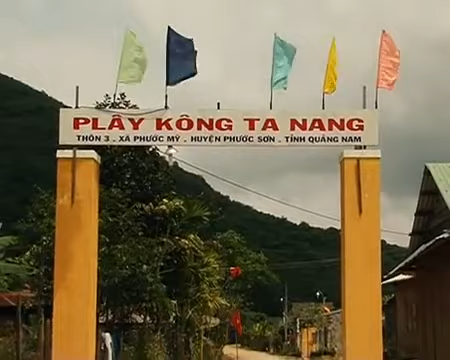 PLÂY KÔNG TA NANG
THÔN 3 . XÃ PHƯỚC MỸ . HUYỆN PHƯỚC SƠN . TỈNH QUẢNG NAM